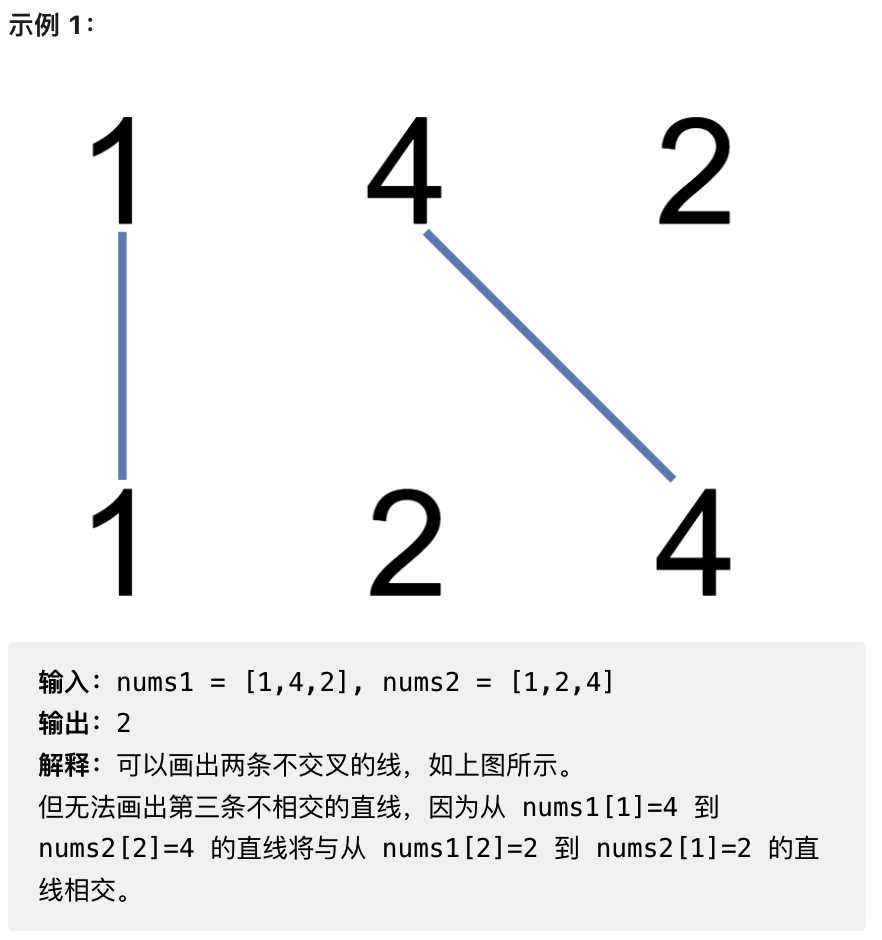 示例 1：
1 4 2
1 2 4
输入：nums1 = [1,4,2], nums2 = [1,2,4]
输出：2
解释：可以画出两条不交叉的线，如上图所示。
但无法画出第三条不相交的直线，因为从 nums1[1]=4 到
nums2[2]=4 的直线将与从 nums1[2]=2 到 nums2[1]=2 的直
线相交。